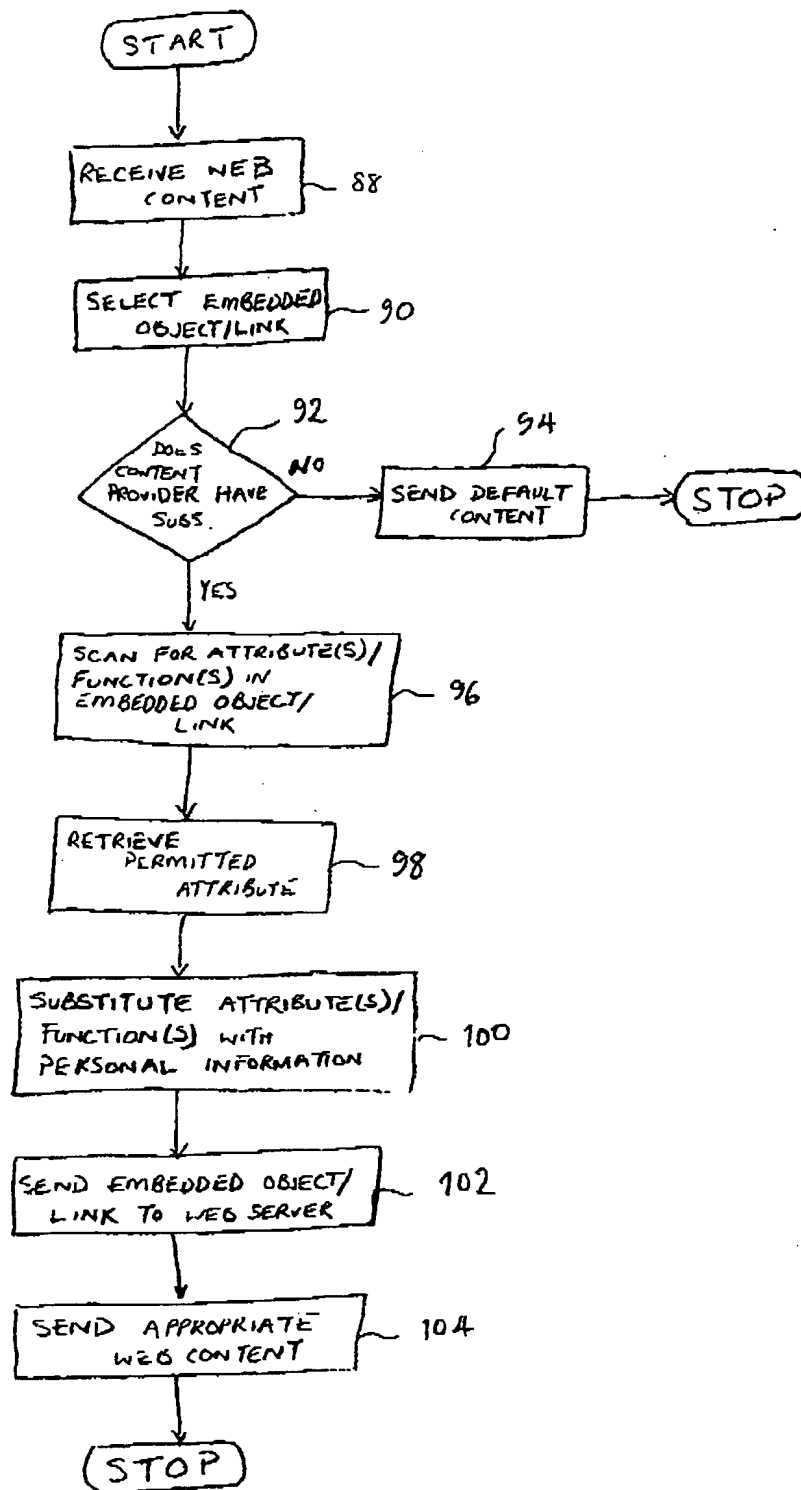 START
RECEIVE WEB
CONTENT
88
SELECT EMBEDDED
OBJECT/LINK
90
92
DOES
CONTENT
PROVIDER HAVE
SUBS.
NO
94
SEND DEFAULT
CONTENT
STOP
YES
SCAN FOR ATTRIBUTE(S)/
FUNCTION(S) IN
EMBEDDED OBJECT/
LINK
96
RETRIEVE
PERMITTED
ATTRIBUTE
98
SUBSTITUTE ATTRIBUTE(S)/
FUNCTION(S) WITH
PERSONAL INFORMATION
100
SEND EMBEDDED OBJECT/
LINK TO WEB SERVER
102
SEND APPROPRIATE
WEB CONTENT
104
STOP